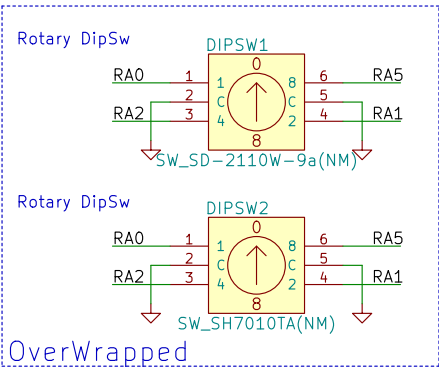 Rotary DipSw
DIPSW1
0
RA0 1 1 8 6 RA5
2 C C 5
RA2 3 4 2 4 RA1
8
SW_SD-2110W-9a(NM)
Rotary DipSw
DIPSW2
0
RA0 1 1 8 6 RA5
2 C C 5
RA2 3 4 2 4 RA1
8
SW_SH7010TA(NM)
OverWrapped